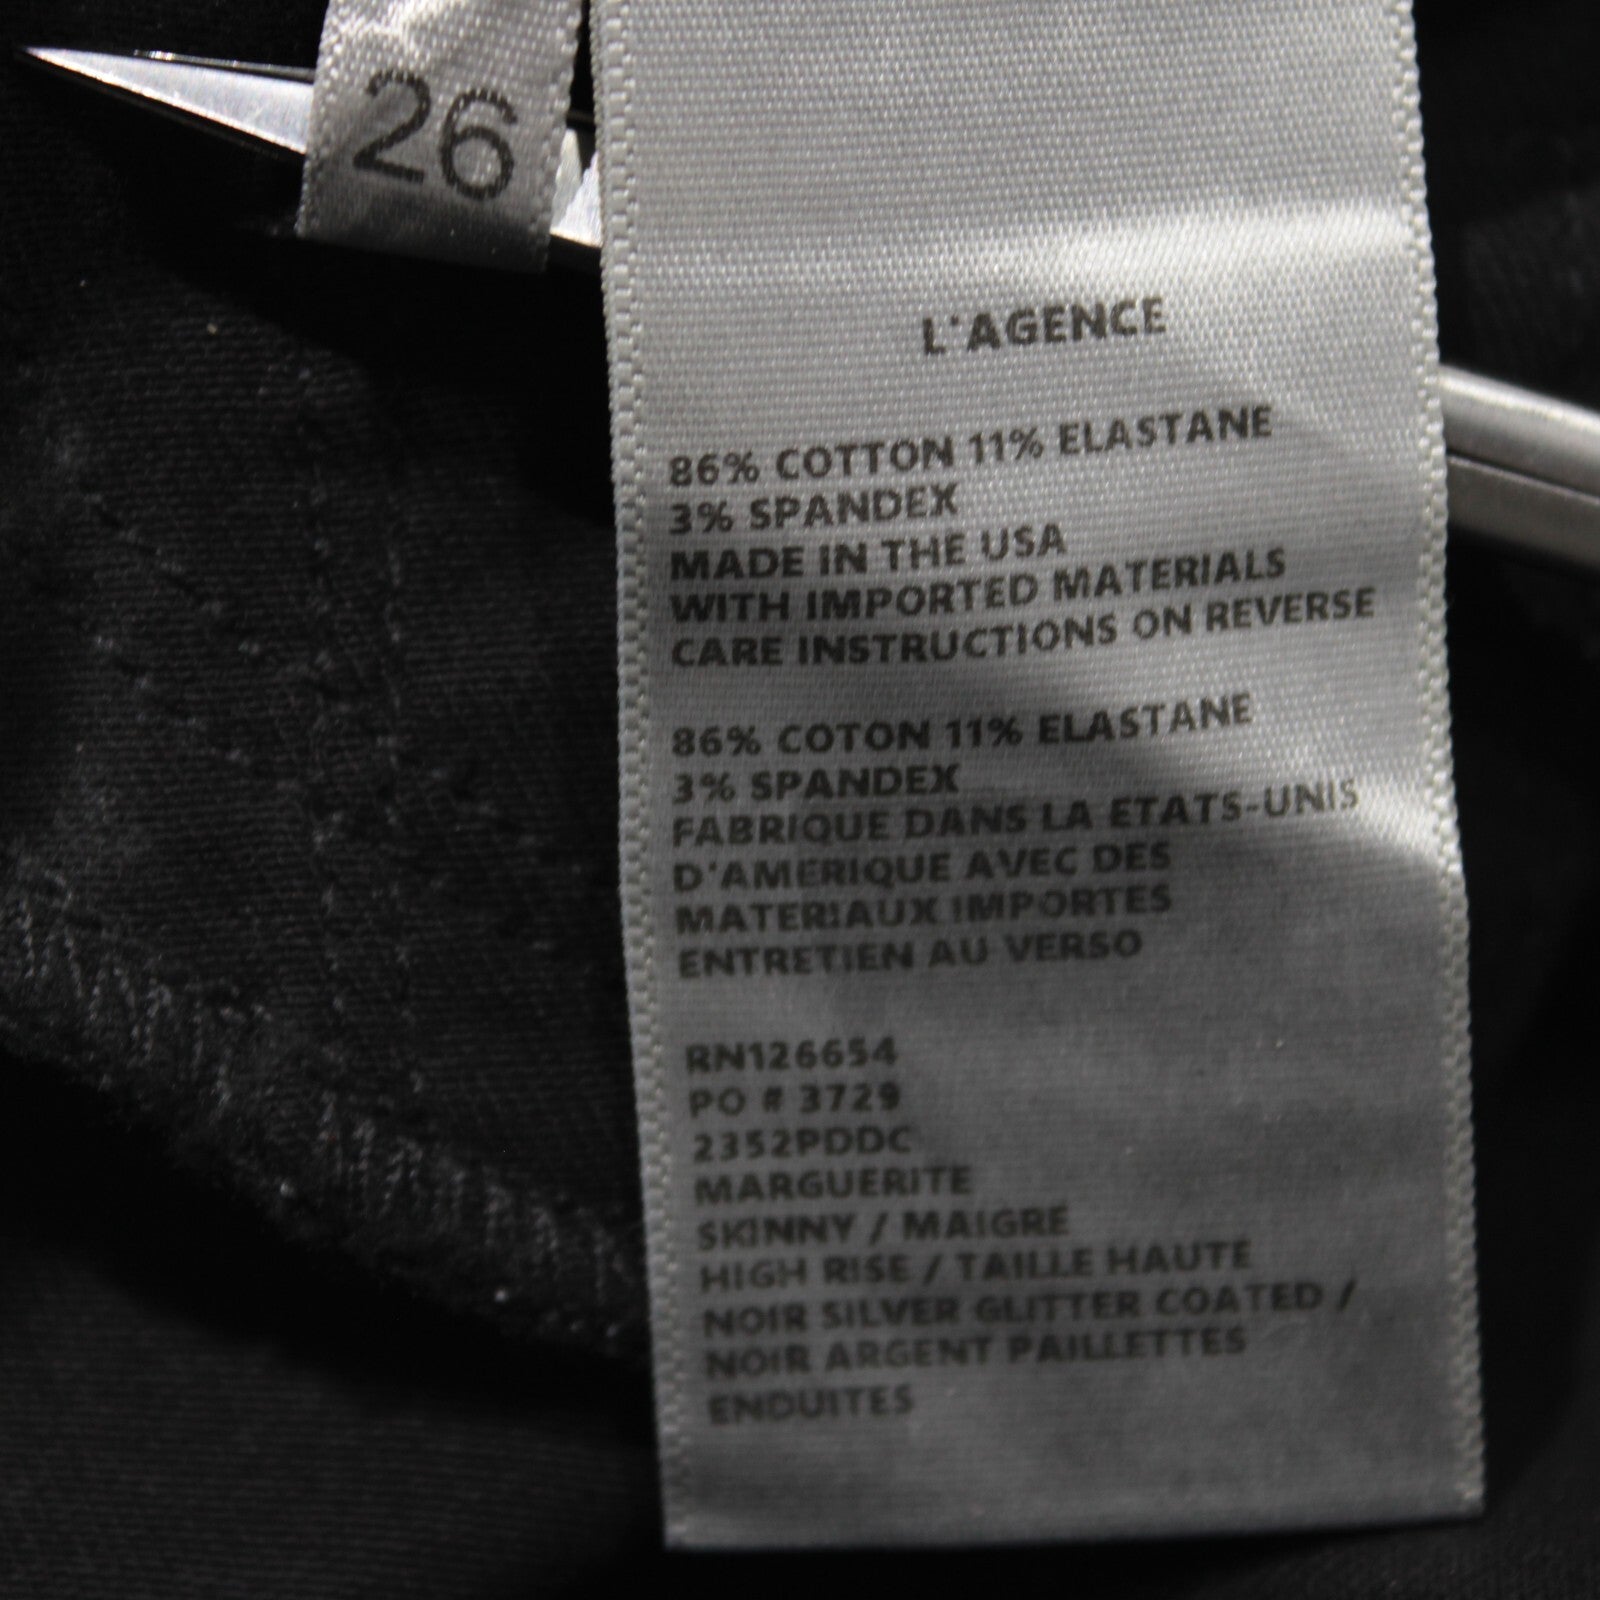 26
L'AGENCE
86% COTTON 11% ELASTANE
3% SPANDEX
MADE IN THE USA
WITH IMPORTED MATERIALS
CARE INSTRUCTIONS ON REVERSE
86% COTON 11% ELASTANE
3% SPANDEX
FABRIQUE DANS LA ETATS-UNIS
D'AMERIQUE AVEC DES
MATERIAUX IMPORTES
ENTRETIEN AU VERSO
RN126654
PO # 3729
2352PDDC
MARGUERITE
SKINNY / MAIGRE
HIGH RISE / TAILLE HAUTE
NOIR SILVER GLITTER COATED /
NOIR ARGENT PAILLETTES
ENDUITES